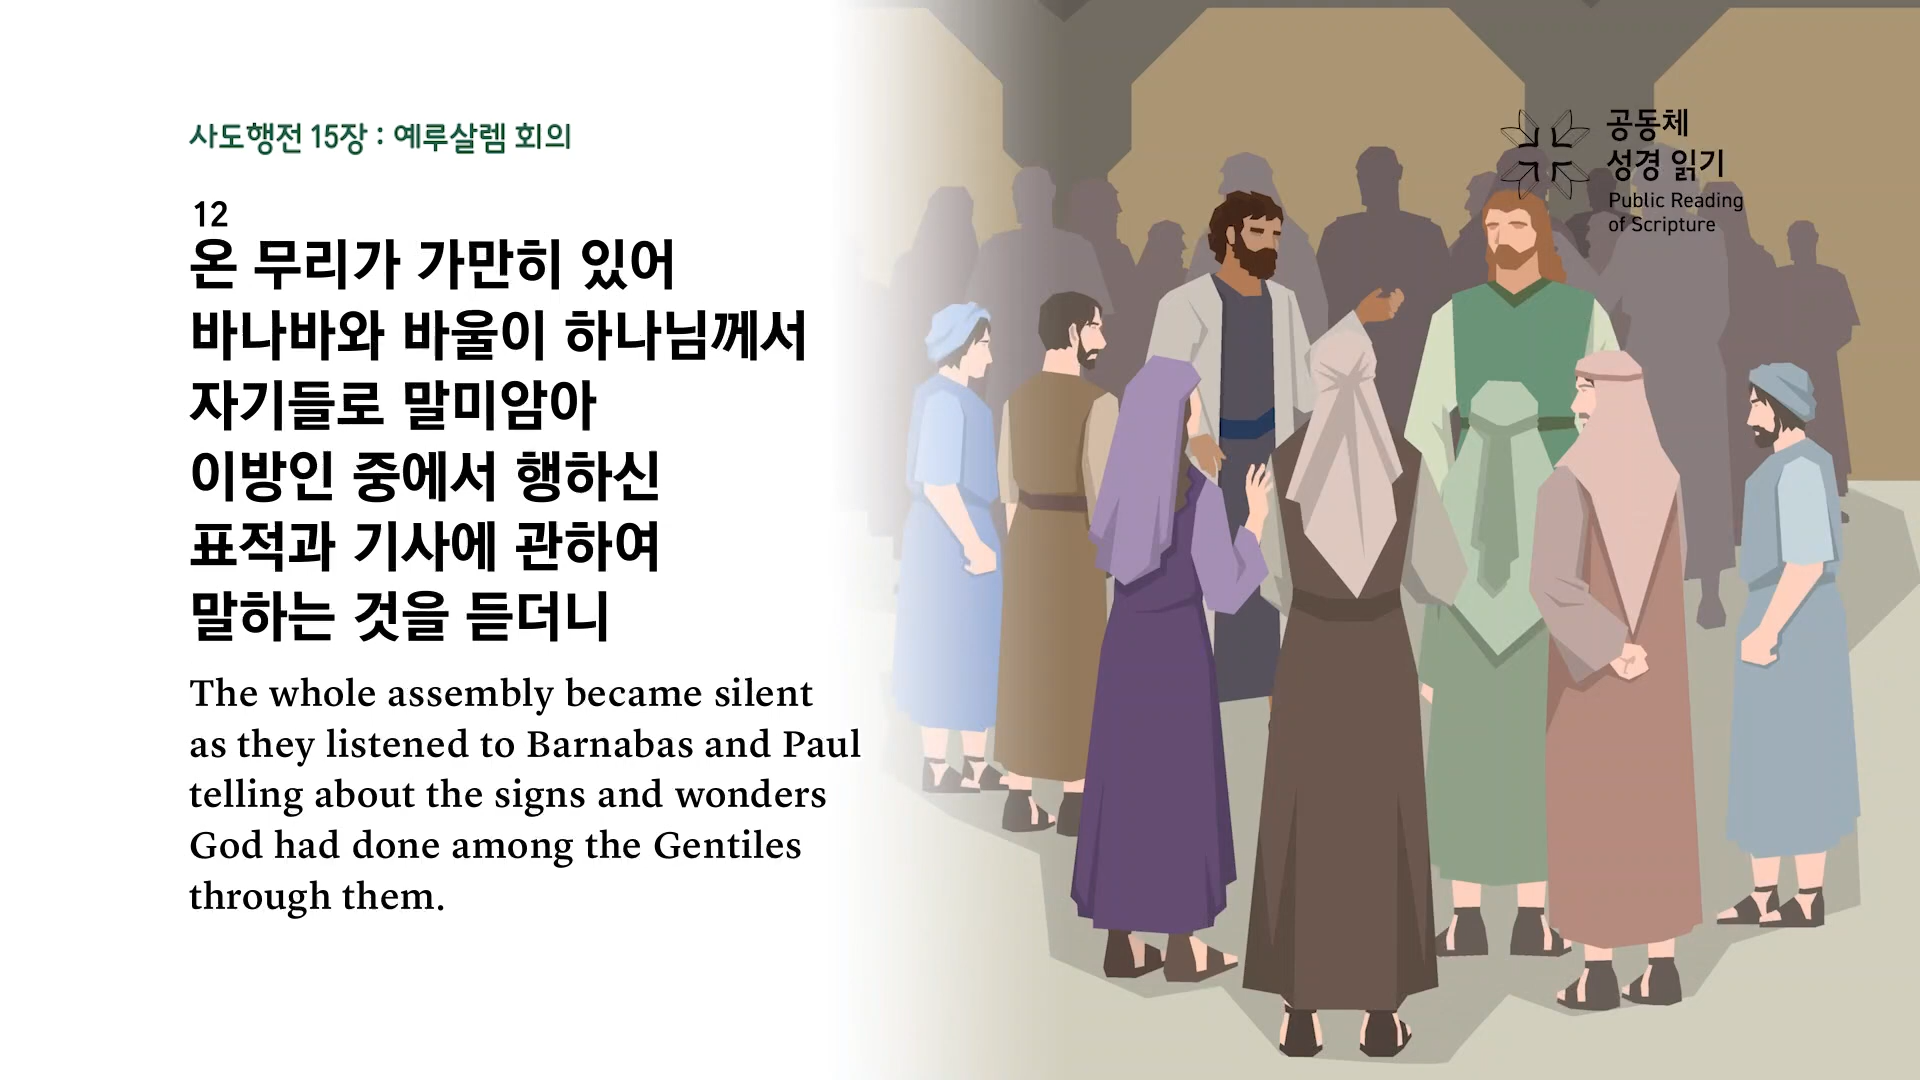 사도행전 15장 : 예루살렘 회의
12
온 무리가 가만히 있어
바나바와 바울이 하나님께서
자기들로 말미암아
이방인 중에서 행하신
표적과 기사에 관하여
말하는 것을 듣더니
The whole assembly became silent
as they listened to Barnabas and Paul
telling about the signs and wonders
God had done among the Gentiles
through them.
공동체
성경 읽기
Public Reading
of Scripture